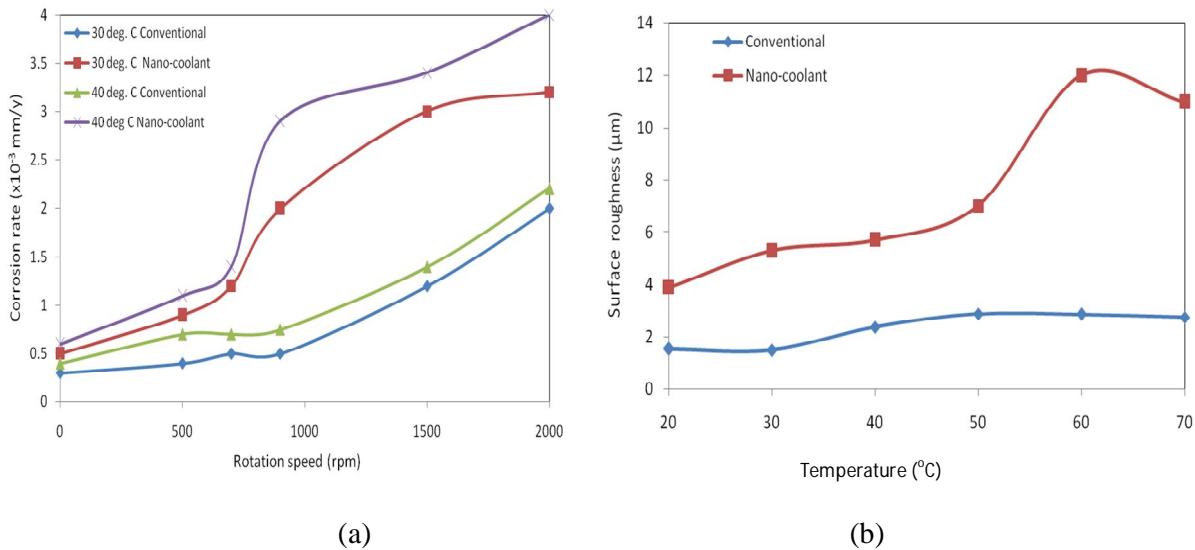 4
3.5
3
2.5
2
1.5
1
0.5
0
Corrosion rate (x10⁻³ mm/y)
30 deg. C Conventional
30 deg. C Nano-coolant
40 deg. C Conventional
40 deg C Nano-coolant
0 500 1000 1500 2000
Rotation speed (rpm)
(a)
14
12
10
8
6
4
2
0
Surface roughness (µm)
Conventional
Nano-coolant
20 30 40 50 60 70
Temperature (°C)
(b)